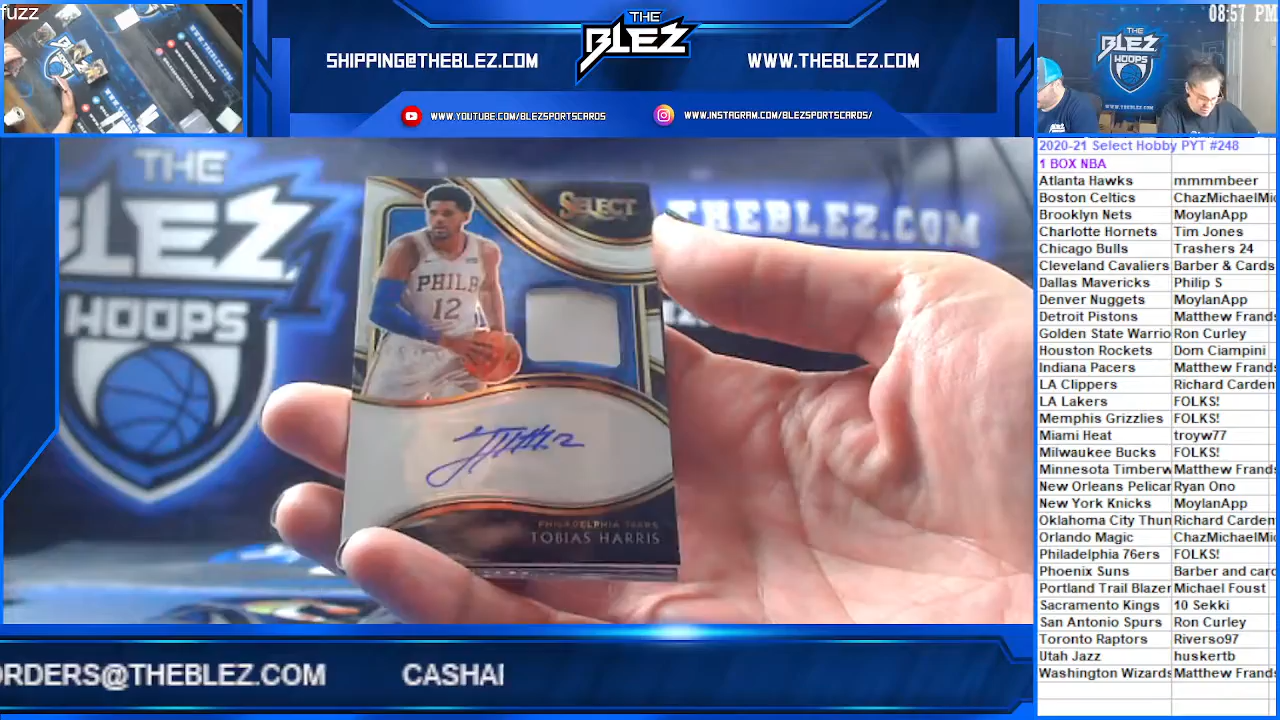 fuzz
SHIPPING@THEBLEZ.COM
THE
BLEZ
WWW.THEBLEZ.COM
WWW.YOUTUBE.COM/BLEZSPORTSCARDS
WWW.INSTAGRAM.COM/BLEZSPORTSCARDS/
08:57 PM
THE
BLEZ
HOOPS
THE
BLEZ
HOOPS
THEBLEZ.COM
SELECT
PHILA
12
PHILADELPHIA 76ERS
TOBIAS HARRIS
2020-21 Select Hobby PYT #248
1 BOX NBA
Atlanta Hawks mmmmbeer
Boston Celtics ChazMichaelMic
Brooklyn Nets MoylanApp
Charlotte Hornets Tim Jones
Chicago Bulls Trashers 24
Cleveland Cavaliers Barber & Cards
Dallas Mavericks Philip S
Denver Nuggets MoylanApp
Detroit Pistons Matthew Frands
Golden State Warrio Ron Curley
Houston Rockets Dom Ciampini
Indiana Pacers Matthew Frands
LA Clippers Richard Carden
LA Lakers FOLKS!
Memphis Grizzlies FOLKS!
Miami Heat troyw77
Milwaukee Bucks FOLKS!
Minnesota Timberw Matthew Frands
New Orleans Pelican Ryan Ono
New York Knicks MoylanApp
Oklahoma City Thun Richard Carden
Orlando Magic ChazMichaelMic
Philadelphia 76ers FOLKS!
Phoenix Suns Barber and card
Portland Trail Blazer Michael Foust
Sacramento Kings 10 Sekki
San Antonio Spurs Ron Curley
Toronto Raptors Riverso97
Utah Jazz huskertb
Washington Wizards Matthew Frands
ORDERS@THEBLEZ.COM CASHAI